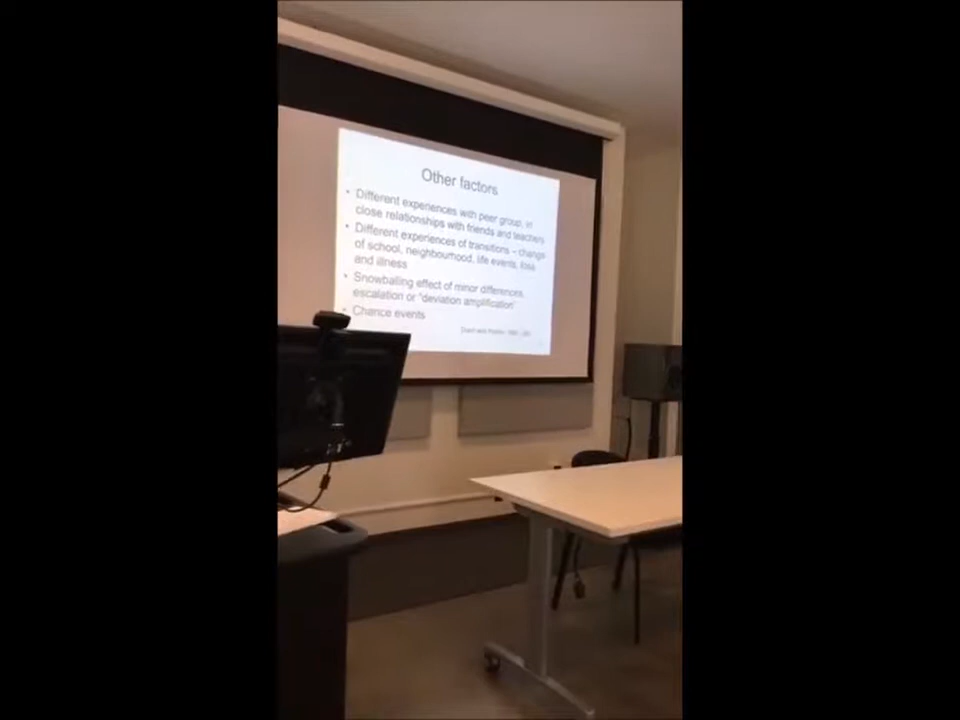 Other factors
• Different experiences with peer group, in
close relationships with friends and teachers
• Different experiences of transitions – change
of school, neighbourhood, life events, loss
and illness
• Snowballing effect of minor differences,
escalation or "deviation amplification"
• Chance events